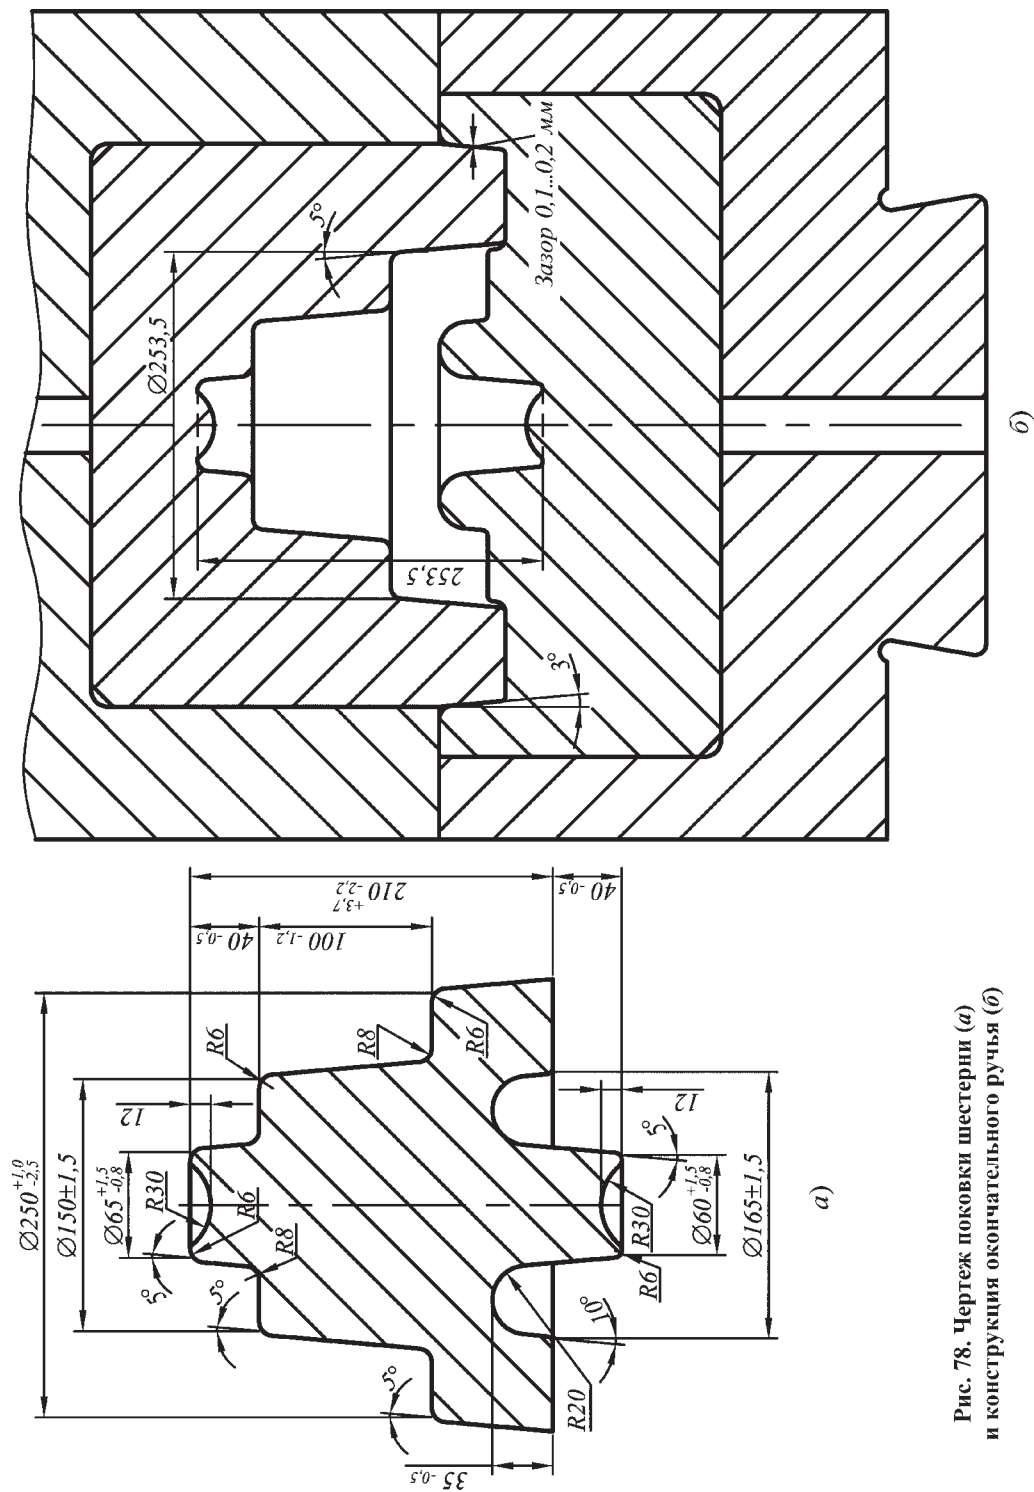 Ø250 +1,0 -2,5
Ø150±1,5
Ø65 +1,5 -0,8
R30
R6
R8
5°
5°
5°
12
R6
R8
R6
40 -0,5
100 -1,2
210 +3,7 -2,2
40 -0,5
35 -0,5
R20
10°
R6
R30
5°
12
Ø60 +1,5 -0,8
Ø165±1,5
а)
Ø253,5
5°
253,5
3°
Зазор 0,1...0,2 мм
б)
Рис. 78. Чертеж поковки шестерни (а)
и конструкция окончательного ручья (б)